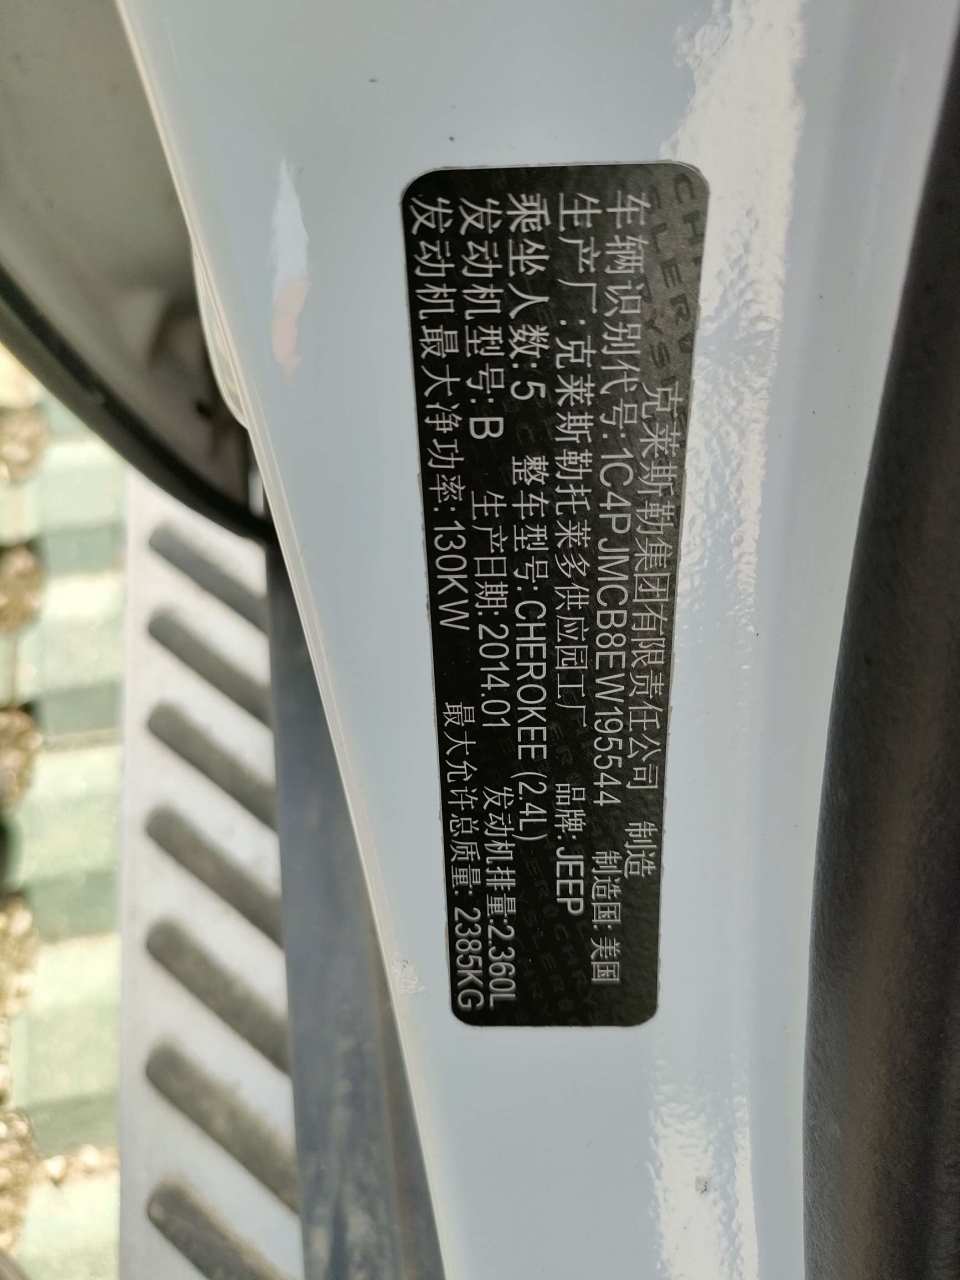 克莱斯勒集团有限责任公司 制造
车辆识别代号:1C4PJMCB8EW195544 制造国:美国
生产厂:克莱斯勒托莱多供应园工厂 品牌:JEEP
乘坐人数:5 整车型号:CHEROKEE (2.4L)
发动机型号:B 生产日期:2014.01 发动机排量:2.360L
发动机最大净功率:130KW 最大允许总质量:2385KG